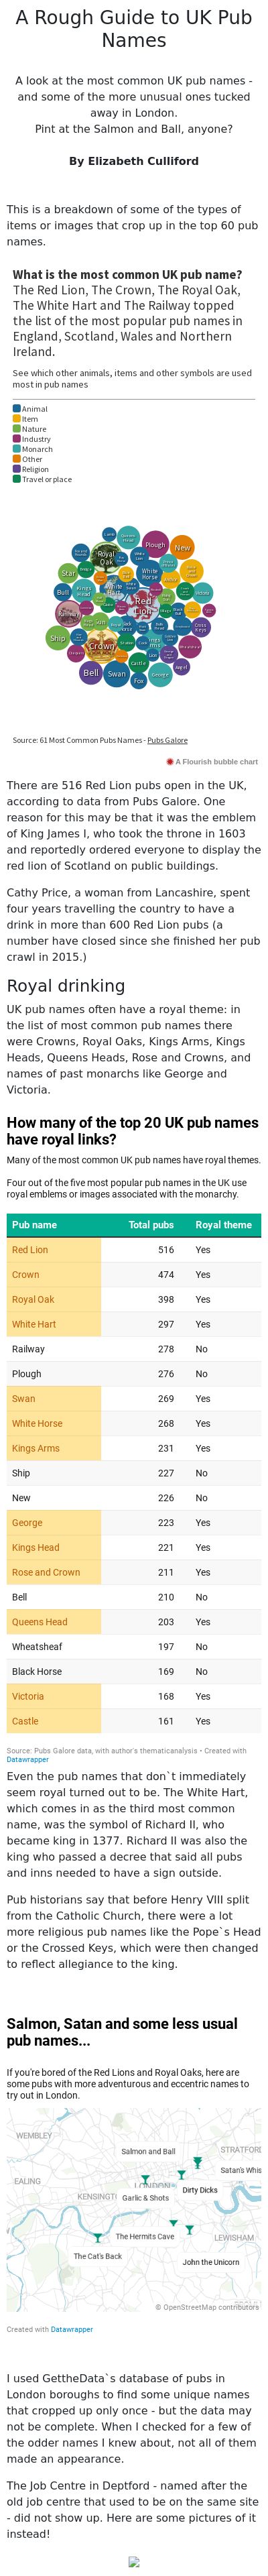 A Rough Guide to UK Pub
Names
A look at the most common UK pub names -
and some of the more unusual ones tucked
away in London.
Pint at the Salmon and Ball, anyone?
By Elizabeth Culliford
This is a breakdown of some of the types of
items or images that crop up in the top 60 pub
names.
What is the most common UK pub name?
The Red Lion, The Crown, The Royal Oak,
The White Hart and The Railway topped
the list of the most popular pub names in
England, Scotland, Wales and Northern
Ireland.
See which other animals, items and other symbols are used
most in pub names
Animal
Item
Nature
Industry
Monarch
Other
Religion
Travel or place
Plough
New
Royal
Oak
Star
White
Horse
Bull
Kings
Head
Red
Lion
Victoria
Cross
Keys
Ship
Bell
Sun
Crown
Castle
Swan
Fox
George
Angel
Source: 61 Most Common Pubs Names - Pubs Galore
A Flourish bubble chart
There are 516 Red Lion pubs open in the UK,
according to data from Pubs Galore. One
reason for this may be that it was the emblem
of King James I, who took the throne in 1603
and reportedly ordered everyone to display the
red lion of Scotland on public buildings.
Cathy Price, a woman from Lancashire, spent
four years travelling the country to have a
drink in more than 600 Red Lion pubs (a
number have closed since she finished her pub
crawl in 2015.)
Royal drinking
UK pub names often have a royal theme: in
the list of most common pub names there
were Crowns, Royal Oaks, Kings Arms, Kings
Heads, Queens Heads, Rose and Crowns, and
names of past monarchs like George and
Victoria.
How many of the top 20 UK pub names
have royal links?
Many of the most common UK pub names have royal themes.
Four out of the five most popular pub names in the UK use
royal emblems or images associated with the monarchy.
Pub name Total pubs Royal theme
Red Lion 516 Yes
Crown 474 Yes
Royal Oak 398 Yes
White Hart 297 Yes
Railway 278 No
Plough 276 No
Swan 269 Yes
White Horse 268 Yes
Kings Arms 231 Yes
Ship 227 No
New 226 No
George 223 Yes
Kings Head 221 Yes
Rose and Crown 211 Yes
Bell 210 No
Queens Head 203 Yes
Wheatsheaf 197 No
Black Horse 169 No
Victoria 168 Yes
Castle 161 Yes
Source: Pubs Galore data, with author's thematicanalysis • Created with
Datawrapper
Even the pub names that don`t immediately
seem royal turned out to be. The White Hart,
which comes in as the third most common
name, was the symbol of Richard II, who
became king in 1377. Richard II was also the
king who passed a decree that said all pubs
and inns needed to have a sign outside.
Pub historians say that before Henry VIII split
from the Catholic Church, there were a lot
more religious pub names like the Pope`s Head
or the Crossed Keys, which were then changed
to reflect allegiance to the king.
Salmon, Satan and some less usual
pub names...
If you're bored of the Red Lions and Royal Oaks, here are
some pubs with more adventurous and eccentric names to
try out in London.
WEMBLEY
Salmon and Ball
STRATFORD
Satan's Whis
EALING
LONDON
Dirty Dicks
KENSINGT
Garlic & Shots
The Hermits Cave
LEWISHAM
The Cat's Back
John the Unicorn
© OpenStreetMap contributors
Created with Datawrapper
I used GettheData`s database of pubs in
London boroughs to find some unique names
that cropped up only once - but the data may
not be complete. When I checked for a few of
the odder names I knew about, not all of them
made an appearance.
The Job Centre in Deptford - named after the
old job centre that used to be on the same site
- did not show up. Here are some pictures of it
instead!